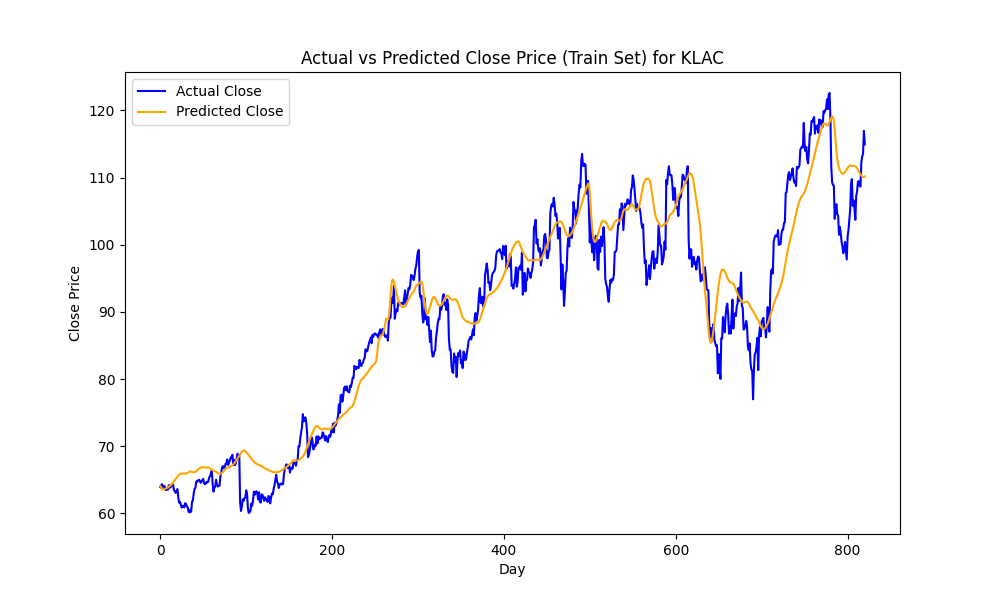 Actual vs Predicted Close Price (Train Set) for KLAC
Actual Close
Predicted Close
Close Price
120
110
100
90
80
70
60
0
200
400
600
800
Day